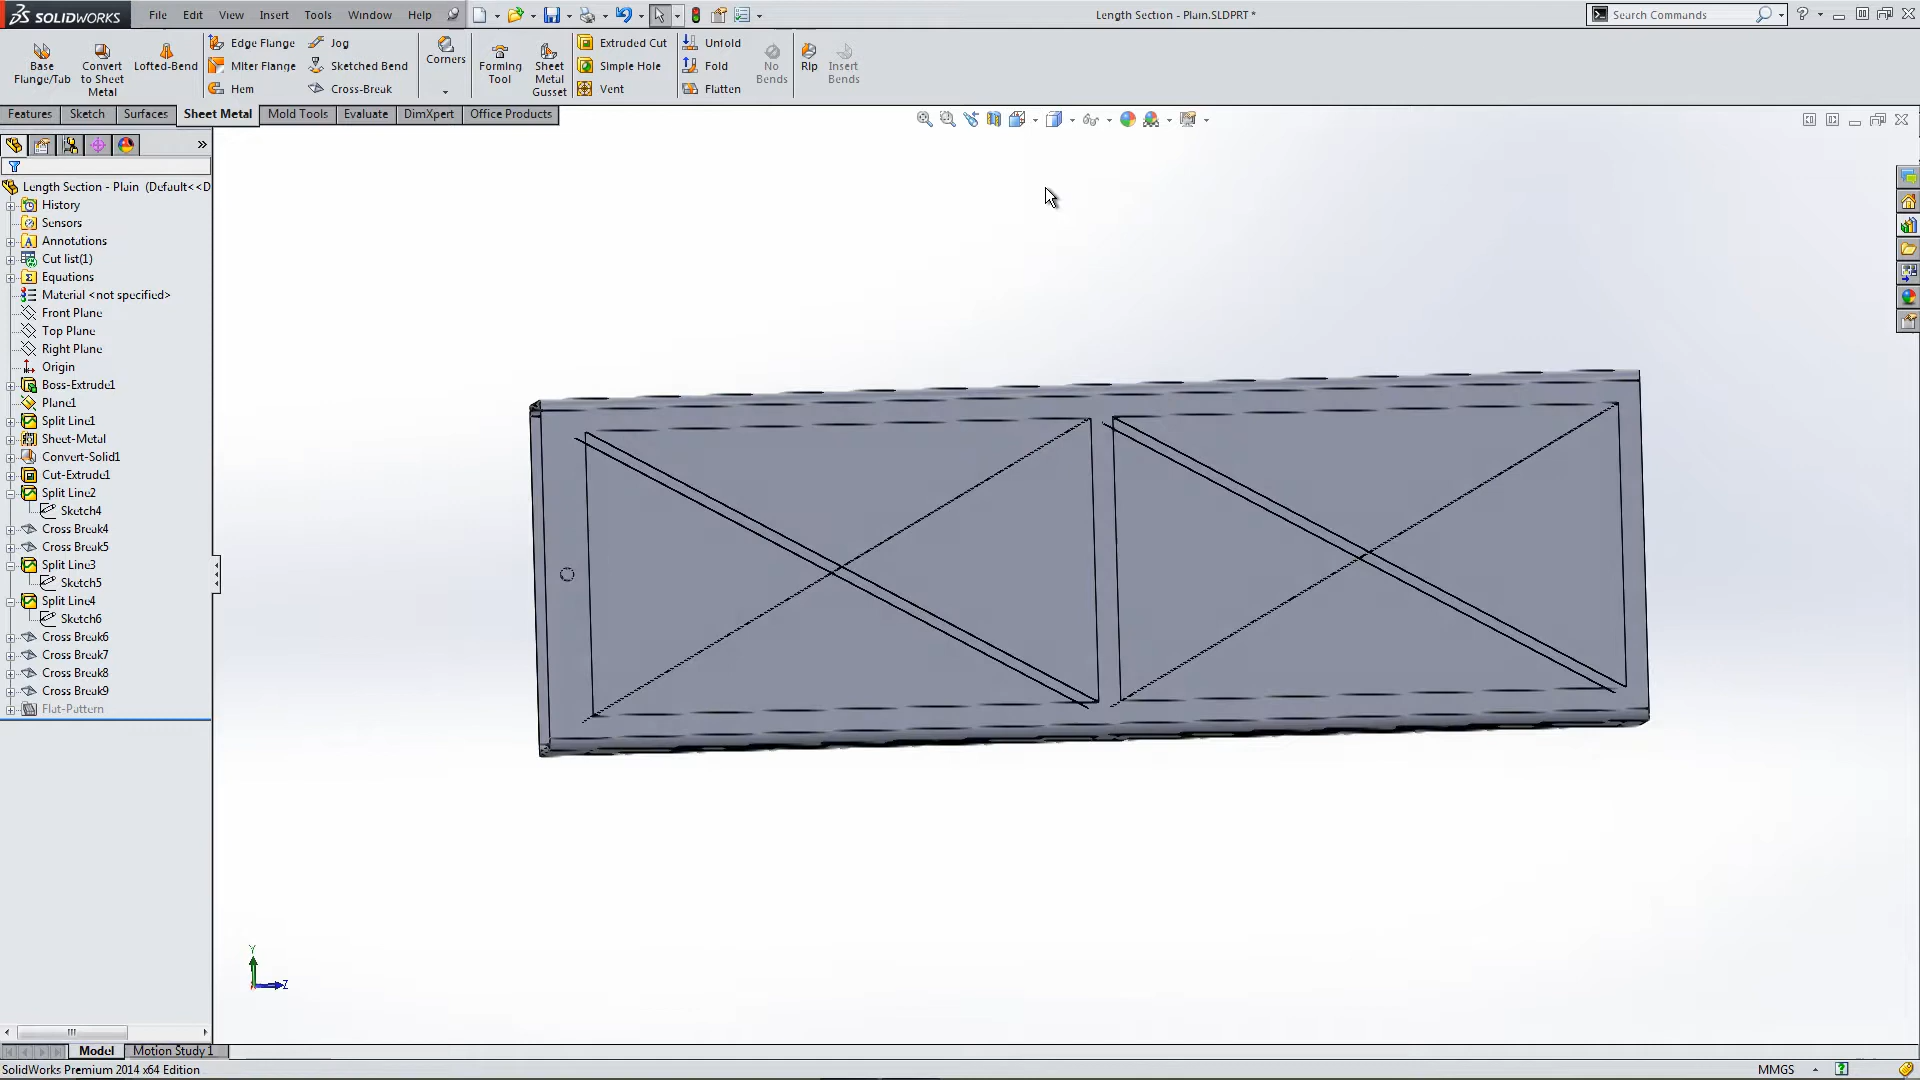 SOLIDWORKS File Edit View Insert Tools Window Help Length Section - Plain.SLDPRT * Search Commands
Base Flange/Tab
Convert to Sheet Metal
Lofted-Bend
Edge Flange
Miter Flange
Hem
Jog
Sketched Bend
Cross-Break
Corners
Forming Tool
Sheet Metal Gusset
Extruded Cut
Simple Hole
Vent
Unfold
Fold
Flatten
No Bends
Rip
Insert Bends
Features Sketch Surfaces Sheet Metal Mold Tools Evaluate DimXpert Office Products
Length Section - Plain (Default<<D
History
Sensors
Annotations
Cut list(1)
Equations
Material <not specified>
Front Plane
Top Plane
Right Plane
Origin
Boss-Extrude1
Plane1
Split Line1
Sheet-Metal
Convert-Solid1
Cut-Extrude1
Split Line2
Sketch4
Cross Break4
Cross Break5
Split Line3
Sketch5
Split Line4
Sketch6
Cross Break6
Cross Break7
Cross Break8
Cross Break9
Flat-Pattern
Y
Z
Model Motion Study 1
SolidWorks Premium 2014 x64 Edition MMGS